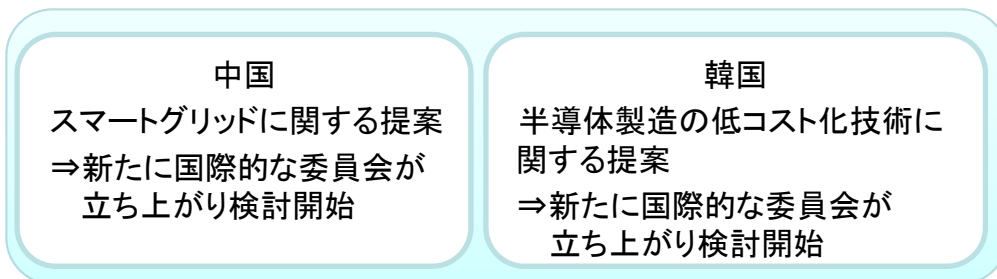 中国
スマートグリッドに関する提案
⇒新たに国際的な委員会が
立ち上がり検討開始
韓国
半導体製造の低コスト化技術に
関する提案
⇒新たに国際的な委員会が
立ち上がり検討開始